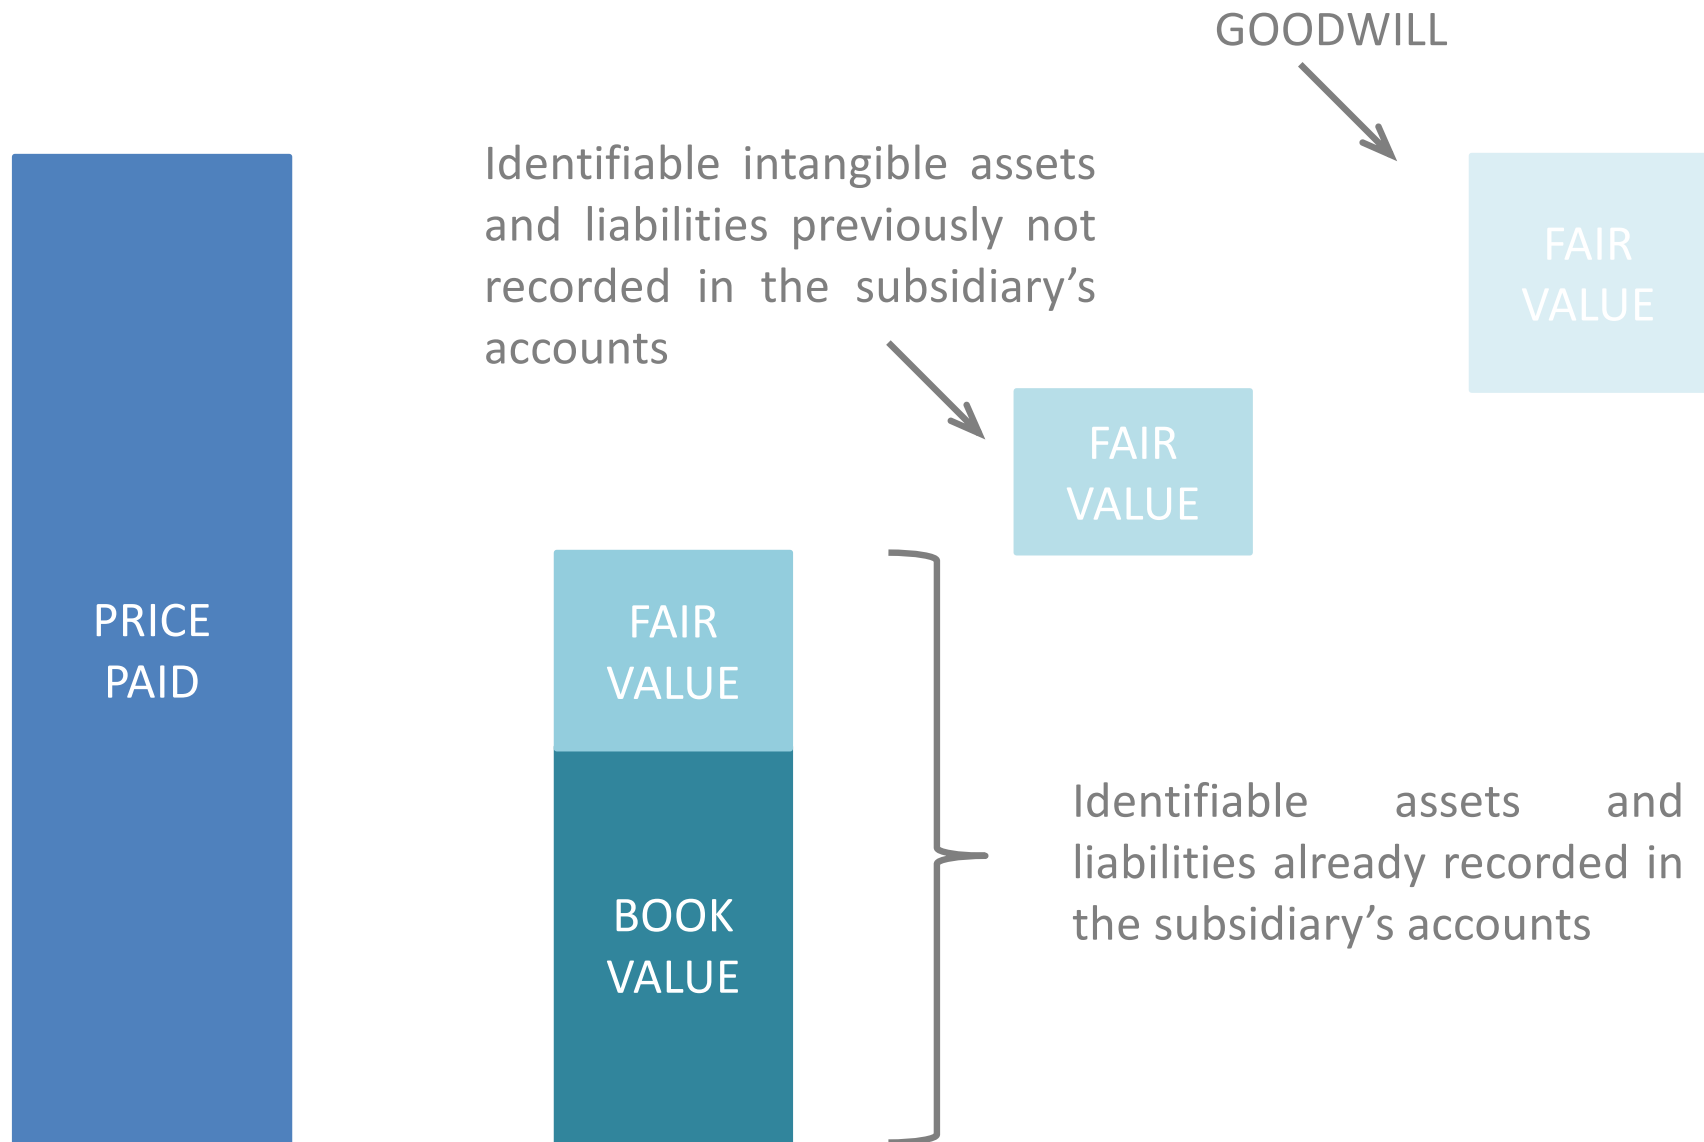 GOODWILL
Identifiable intangible assets
and liabilities previously not
recorded in the subsidiary’s
accounts
FAIR
VALUE
FAIR
VALUE
PRICE
PAID
FAIR
VALUE
BOOK
VALUE
Identifiable assets and
liabilities already recorded in
the subsidiary’s accounts